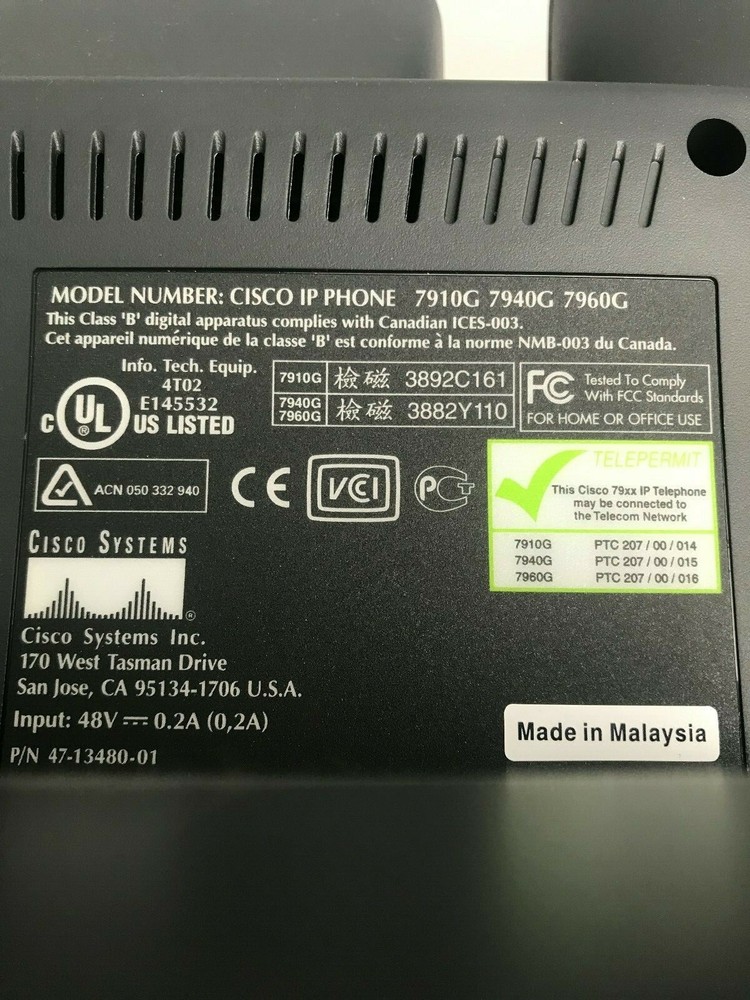 MODEL NUMBER: CISCO IP PHONE 7910G 7940G 7960G
This Class 'B' digital apparatus complies with Canadian ICES-003.
Cet appareil numérique de la classe 'B' est conforme à la norme NMB-003 du Canada.
Info. Tech. Equip.
4T02
E145532
C UL ® US LISTED
7910G 檢磁 3892C161
7940G
7960G 檢磁 3882Y110
FC Tested To Comply
With FCC Standards
FOR HOME OR OFFICE USE
ACN 050 332 940
CE
VCI
PCT
TELEPERMIT
This Cisco 79xx IP Telephone
may be connected to
the Telecom Network
7910G PTC 207 / 00 / 014
7940G PTC 207 / 00 / 015
7960G PTC 207 / 00 / 016
CISCO SYSTEMS
®
Cisco Systems Inc.
170 West Tasman Drive
San Jose, CA 95134-1706 U.S.A.
Input: 48V ⎓ 0.2A (0,2A)
P/N 47-13480-01
Made in Malaysia